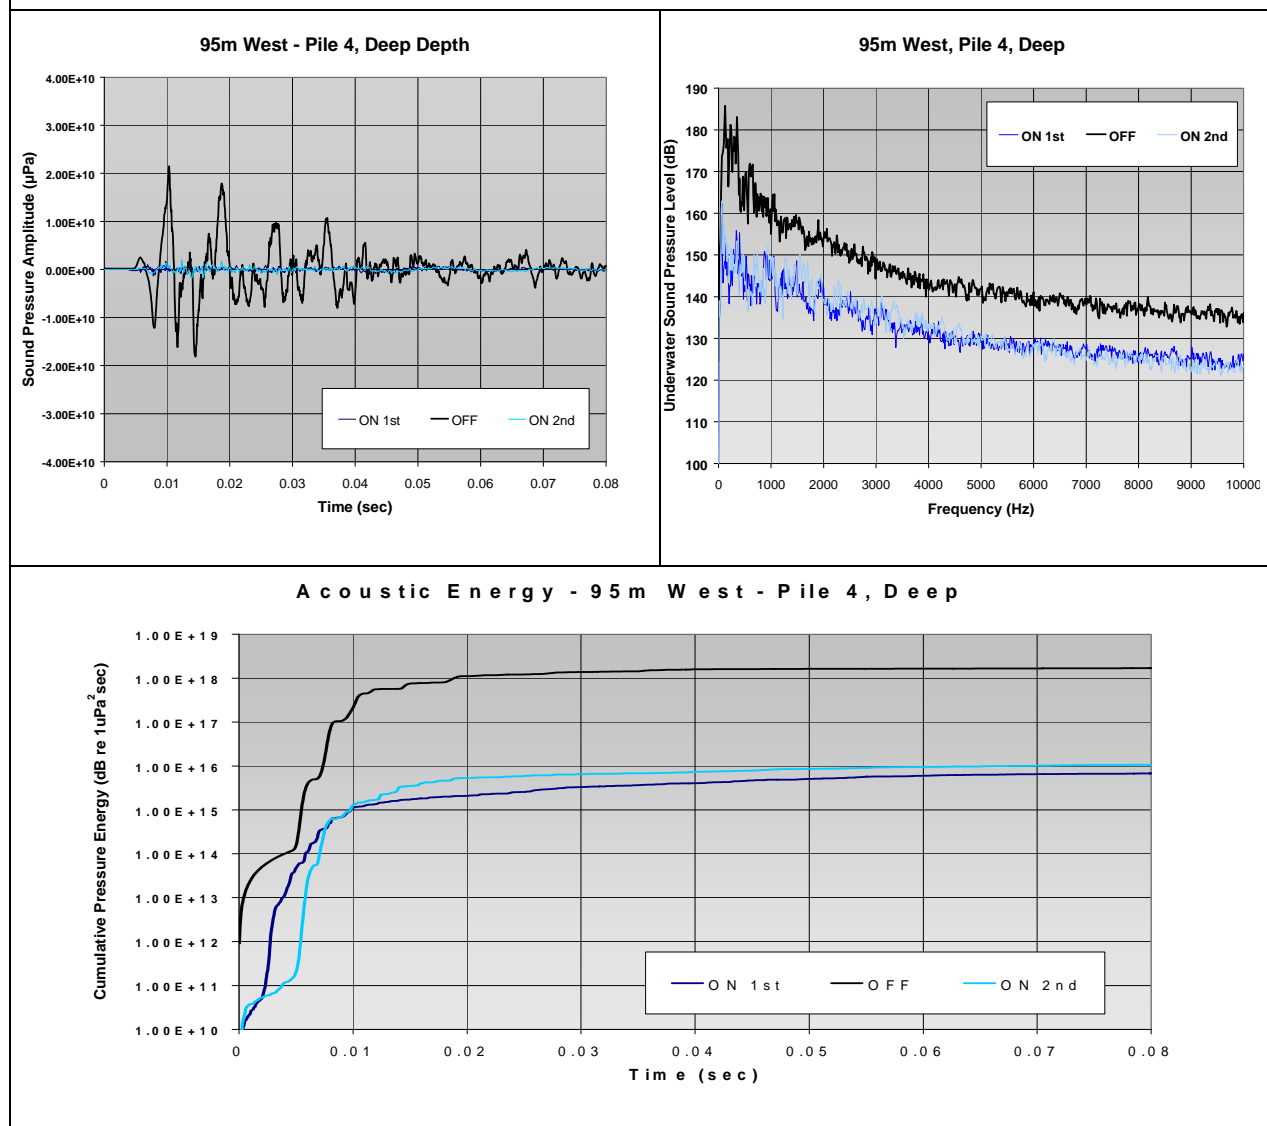 95m West - Pile 4, Deep Depth
4.00E+10
3.00E+10
2.00E+10
1.00E+10
0.00E+00
-1.00E+10
-2.00E+10
-3.00E+10
-4.00E+10
Sound Pressure Amplitude (µPa)
0 0.01 0.02 0.03 0.04 0.05 0.06 0.07 0.08
Time (sec)
ON 1st OFF ON 2nd
95m West, Pile 4, Deep
190
180
170
160
150
140
130
120
110
100
Underwater Sound Pressure Level (dB)
0 1000 2000 3000 4000 5000 6000 7000 8000 9000 10000
Frequency (Hz)
ON 1st OFF ON 2nd
Acoustic Energy - 95m West - Pile 4, Deep
1.00E+19
1.00E+18
1.00E+17
1.00E+16
1.00E+15
1.00E+14
1.00E+13
1.00E+12
1.00E+11
1.00E+10
Cumulative Pressure Energy (dB re 1uPa²sec)
0 0.01 0.02 0.03 0.04 0.05 0.06 0.07 0.08
Time (sec)
ON 1st OFF ON 2nd